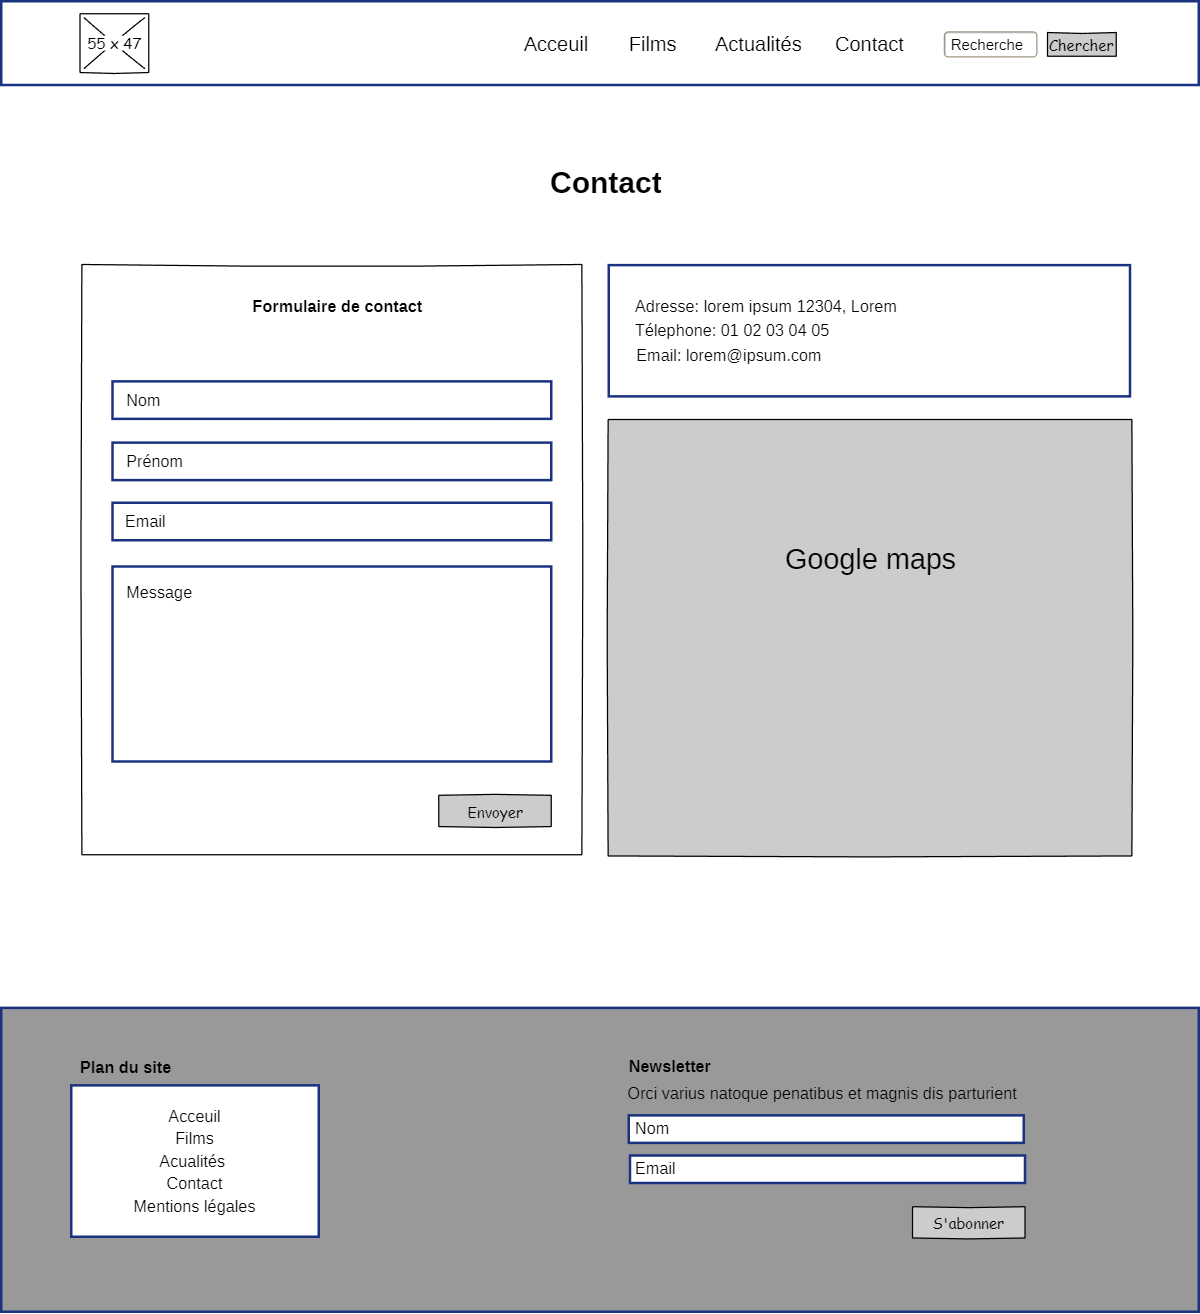 55 x 47
Acceuil Films Actualités Contact Recherche Chercher
Contact
Formulaire de contact
Nom
Prénom
Email
Message
Envoyer
Adresse: lorem ipsum 12304, Lorem
Télephone: 01 02 03 04 05
Email: lorem@ipsum.com
Google maps
Plan du site
Acceuil
Films
Acualités
Contact
Mentions légales
Newsletter
Orci varius natoque penatibus et magnis dis parturient
Nom
Email
S'abonner